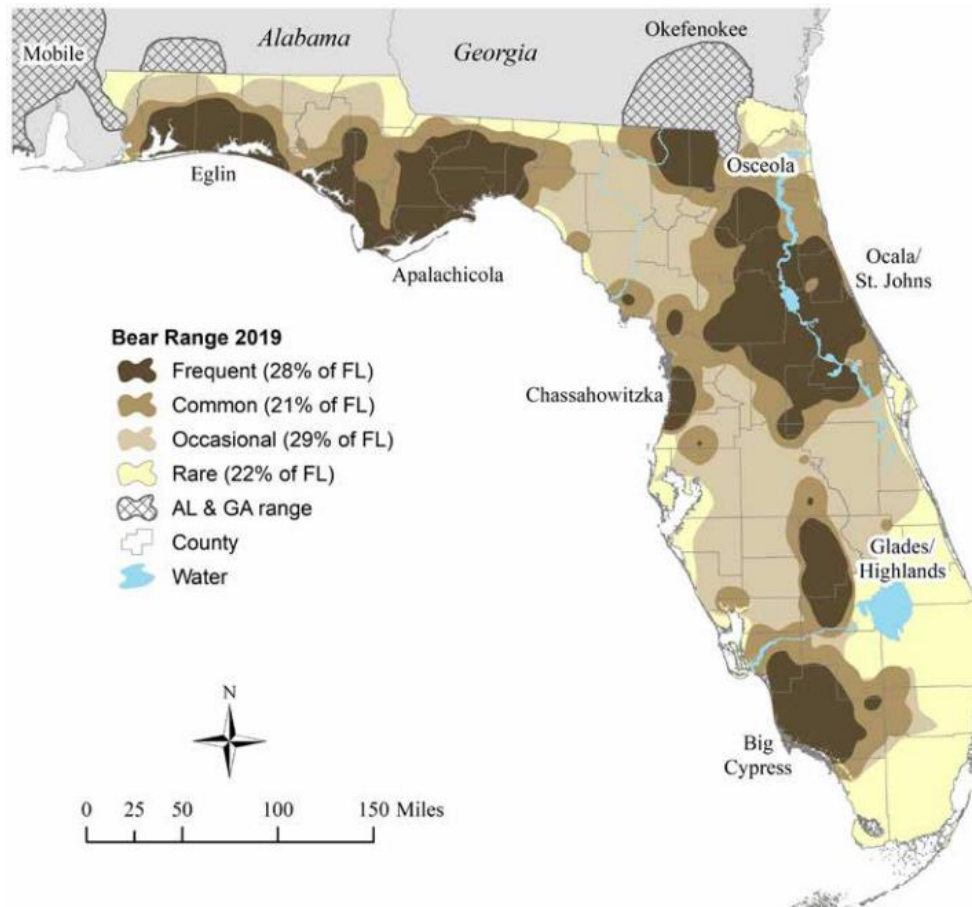 Mobile
Alabama
Georgia
Okefenokee
Eglin
Osceola
Apalachicola
Ocala/
St. Johns
Bear Range 2019
Frequent (28% of FL)
Common (21% of FL)
Occasional (29% of FL)
Rare (22% of FL)
AL & GA range
County
Water
Chassahowitzka
Glades/
Highlands
Big
Cypress
N
0 25 50 100 150 Miles